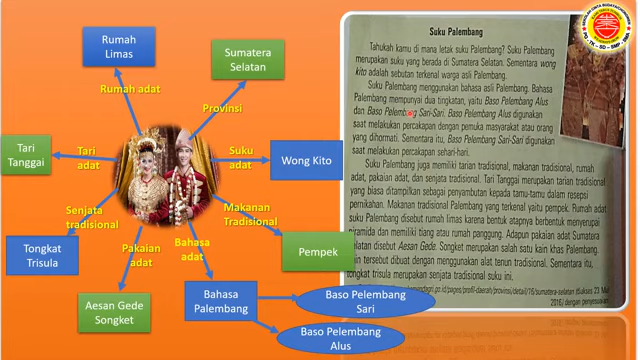 Rumah
Limas
Sumatera
Selatan
Rumah adat
Provinsi
Tari
Tanggai
Tari
adat
Suku
adat
Wong Kito
Senjata
tradisional
Makanan
Tradisional
Tongkat
Trisula
Pakaian
adat
Bahasa
adat
Pempek
Aesan Gede
Songket
Bahasa
Palembang
Baso Pelembang
Sari
Baso Pelembang
Alus
Suku Palembang
Tahukah kamu di mana letak suku Palembang? Suku Palembang
merupakan suku yang berada di Sumatera Selatan. Sementara wong
kito adalah sebutan terkenal warga asli Palembang.
Suku Palembang menggunakan bahasa asli Palembang. Bahasa
Palembang mempunyai dua tingkatan, yaitu Baso Pelembang Alus
dan Baso Pelembang Sari-Sari. Baso Pelembang Alus digunakan
saat melakukan percakapan dengan pemuka masyarakat atau orang
yang dihormati. Sementara itu, Baso Pelembang Sari-Sari digunakan
saat melakukan percakapan sehari-hari.
Suku Palembang juga memiliki tarian tradisional, makanan tradisional, rumah
adat, pakaian adat, dan senjata tradisional. Tari Tanggai merupakan tarian tradisional
yang biasa ditampilkan sebagai penyambutan kepada tamu-tamu dalam resepsi
pernikahan. Makanan tradisional Palembang yang terkenal yaitu pempek. Rumah adat
suku Palembang disebut rumah limas karena bentuk atapnya berbentuk menyerupai
piramida dan memiliki tiang atau rumah panggung. Adapun pakaian adat Sumatera
Selatan disebut Aesan Gede. Songket merupakan salah satu kain khas Palembang.
Kain tersebut dibuat dengan menggunakan alat tenun tradisional. Sementara itu,
tongkat trisula merupakan senjata tradisional suku ini.
2016) dengan penyesuaian
PG - TK - SD - SMP - SMA